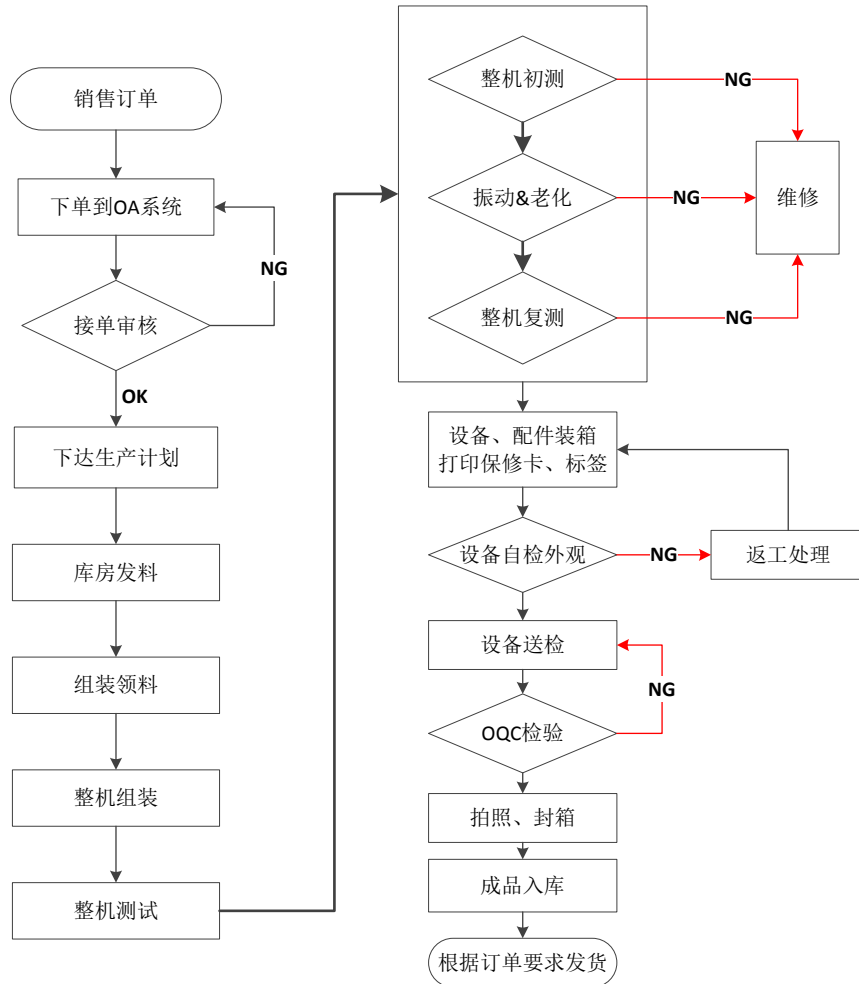 销售订单
下单到OA系统
NG
接单审核
OK
下达生产计划
库房发料
组装领料
整机组装
整机测试
整机初测
NG
振动&老化
NG
维修
整机复测
NG
设备、配件装箱
打印保修卡、标签
设备自检外观
NG
返工处理
设备送检
NG
OQC检验
拍照、封箱
成品入库
根据订单要求发货